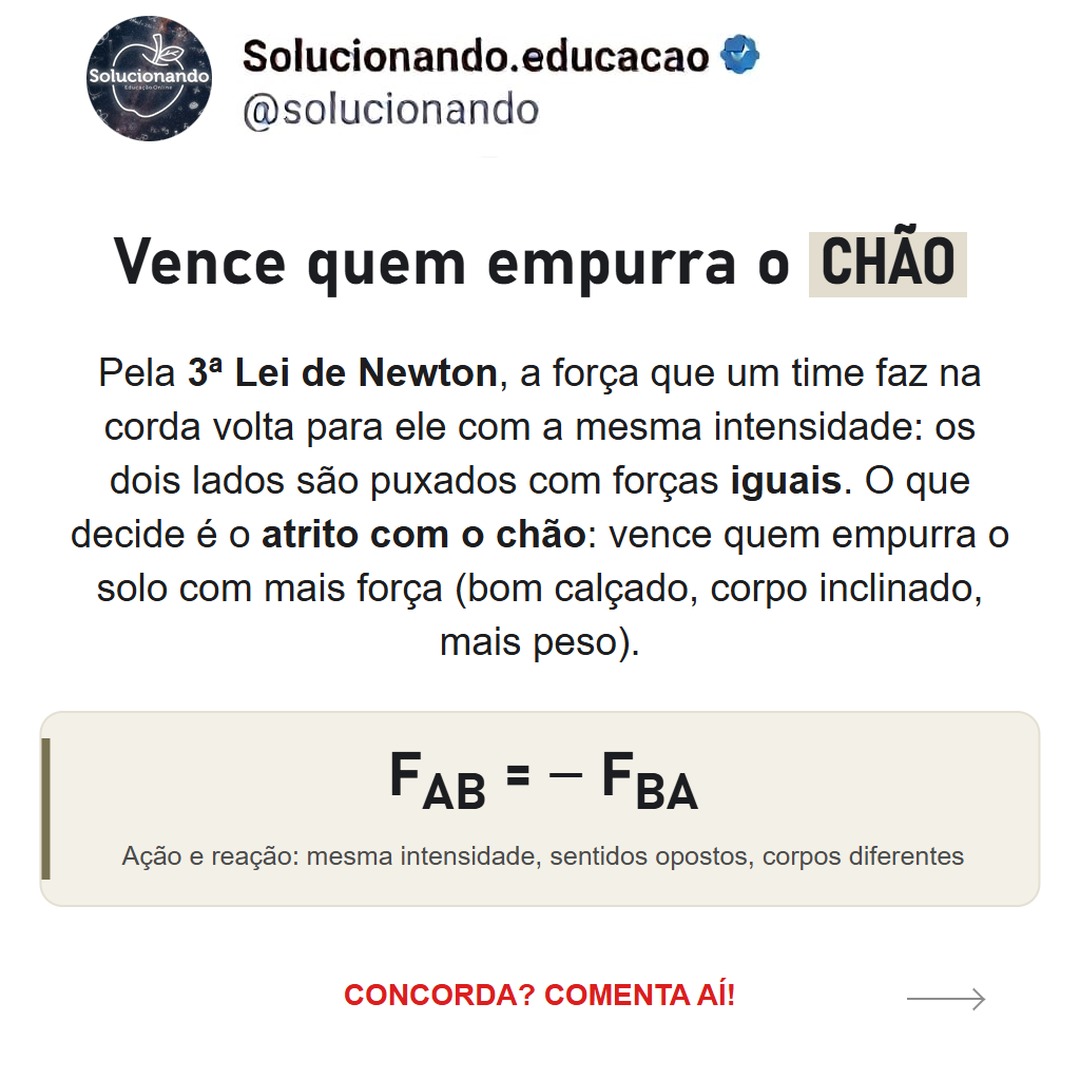 Solucionando
Educação Online
Solucionando.educacao
@solucionando
Vence quem empurra o CHÃO
Pela 3ª Lei de Newton, a força que um time faz na
corda volta para ele com a mesma intensidade: os
dois lados são puxados com forças iguais. O que
decide é o atrito com o chão: vence quem empurra o
solo com mais força (bom calçado, corpo inclinado,
mais peso).
FAB = – FBA
Ação e reação: mesma intensidade, sentidos opostos, corpos diferentes
CONCORDA? COMENTA AÍ!